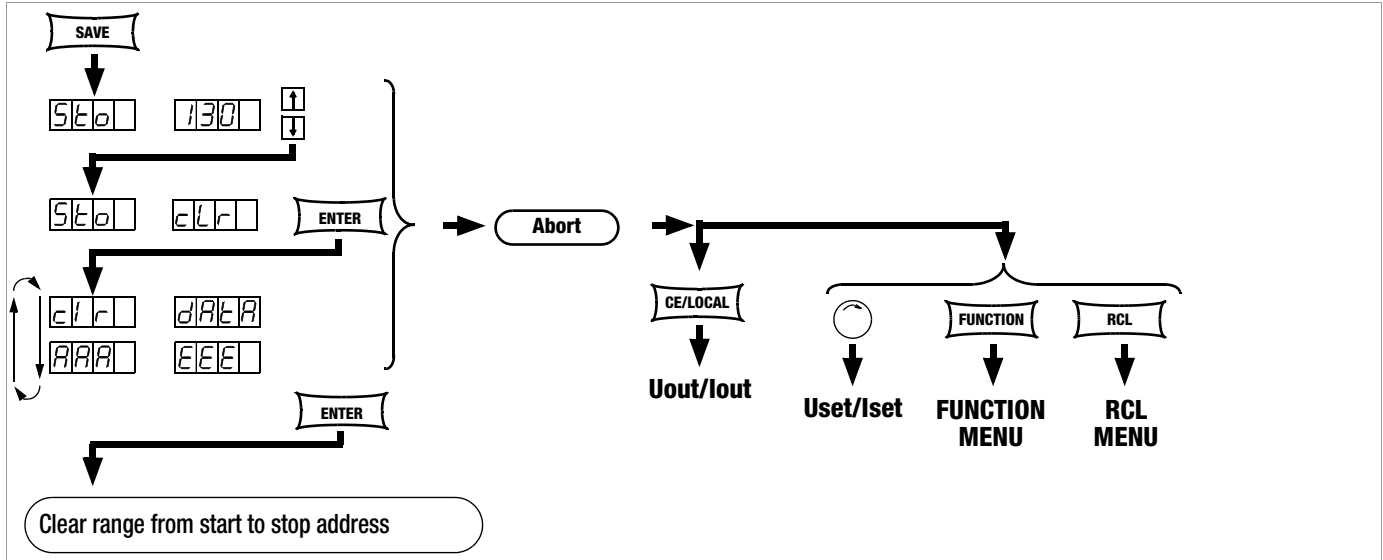 SAVE
Sto 130
Sto cLr ENTER
clr dAtA
AAA EEE
ENTER
Clear range from start to stop address
Abort
CE/LOCAL
Uout/Iout
FUNCTION RCL
Uset/Iset FUNCTION MENU RCL MENU